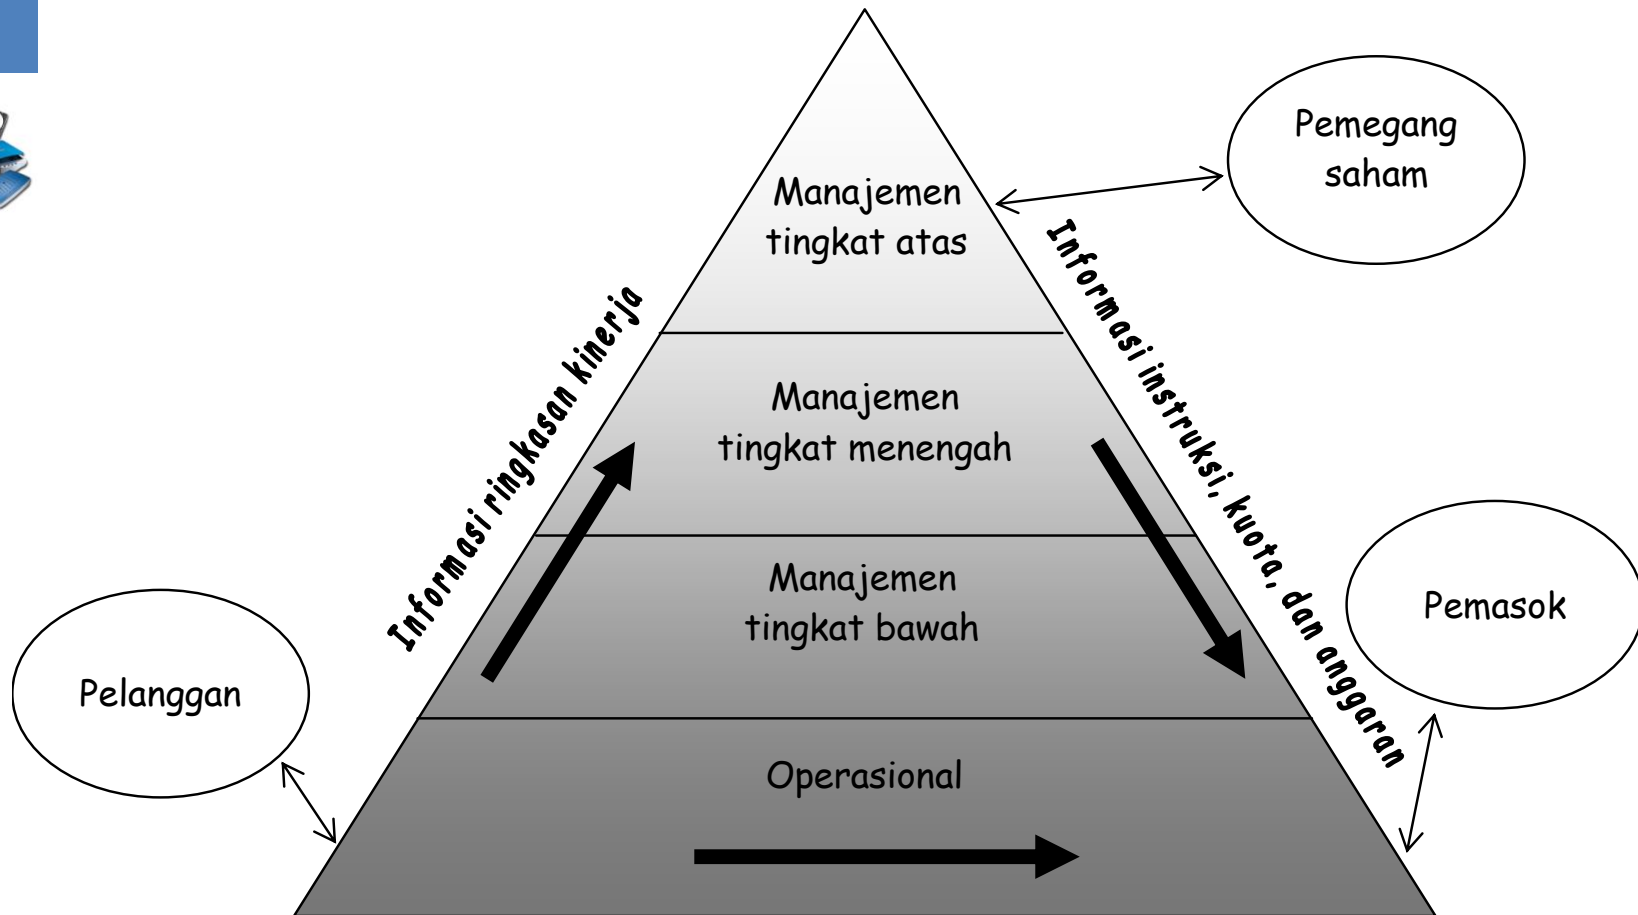 Pemegang
saham
Manajemen
tingkat atas
Informasi ringkasan kinerja
Informasi instruksi, kuota, dan anggaran
Manajemen
tingkat menengah
Manajemen
tingkat bawah
Pemasok
Pelanggan
Operasional